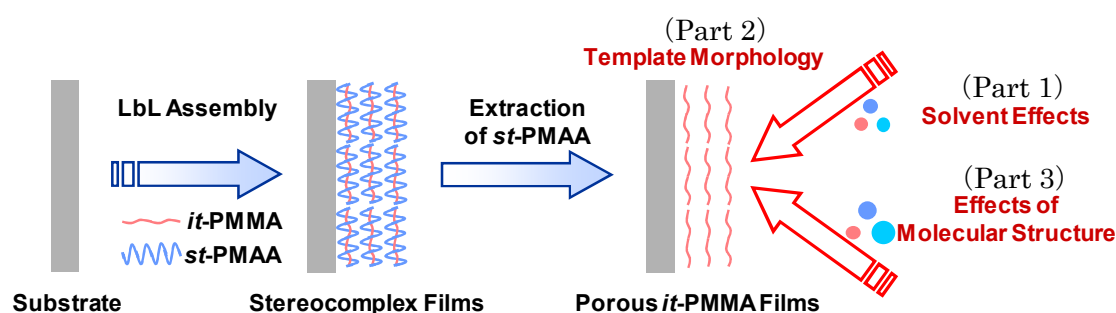 (Part 2)
Template Morphology
LbL Assembly
Extraction
of st-PMAA
(Part 1)
Solvent Effects
(Part 3)
Effects of
Molecular Structure
it-PMMA
st-PMAA
Substrate
Stereocomplex Films
Porous it-PMMA Films